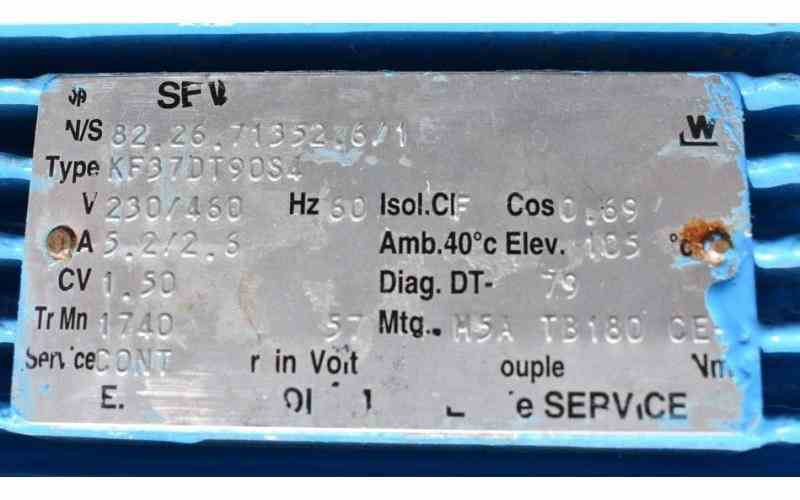 SEW
N/S 82.26.71352.6/1
Type KF37DT90S4
V 230/460 Hz 60 Isol.Cl F Cos 0.69
A 5.2/2.6 Amb.40°c Elev. 105 °c
CV 1.50 Diag. DT- 79
Tr Mn 1740 57 Mtg.. M5A TB180 CE-
Service CONT r in Volt ouple Nm
E. e SERVICE